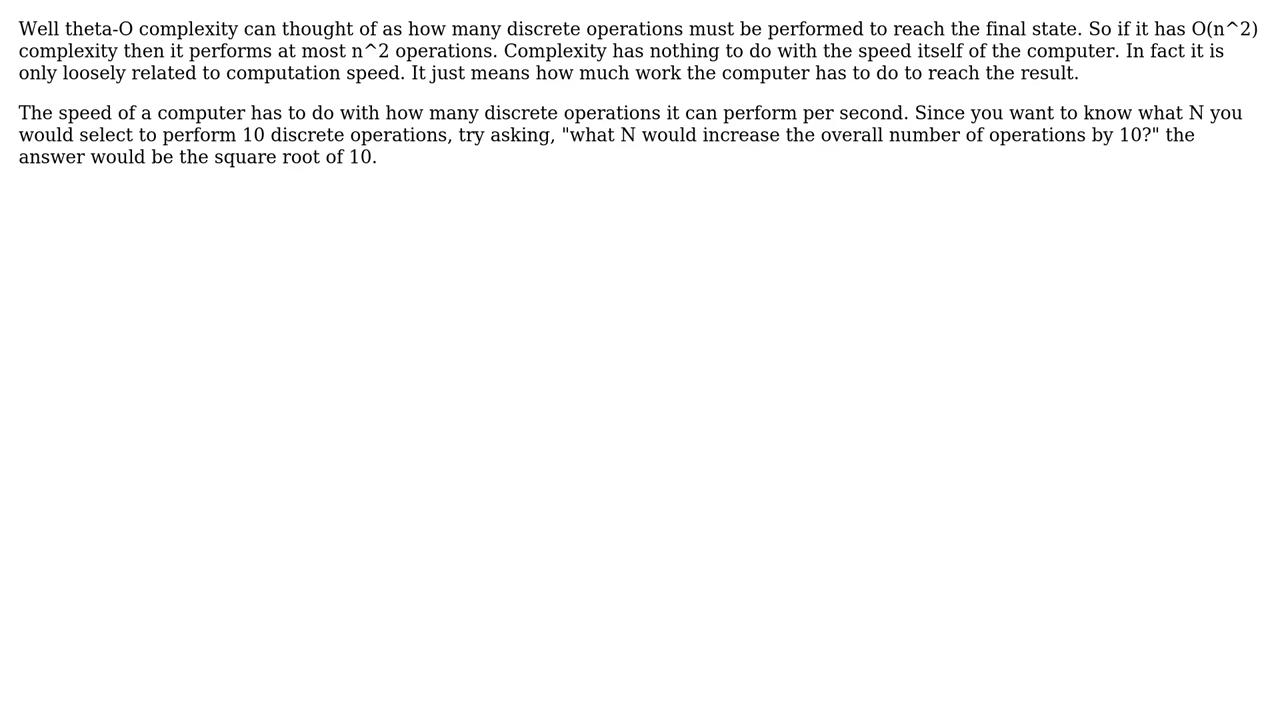 Well theta-O complexity can thought of as how many discrete operations must be performed to reach the final state. So if it has O(n^2)
complexity then it performs at most n^2 operations. Complexity has nothing to do with the speed itself of the computer. In fact it is
only loosely related to computation speed. It just means how much work the computer has to do to reach the result.
The speed of a computer has to do with how many discrete operations it can perform per second. Since you want to know what N you
would select to perform 10 discrete operations, try asking, "what N would increase the overall number of operations by 10?" the
answer would be the square root of 10.